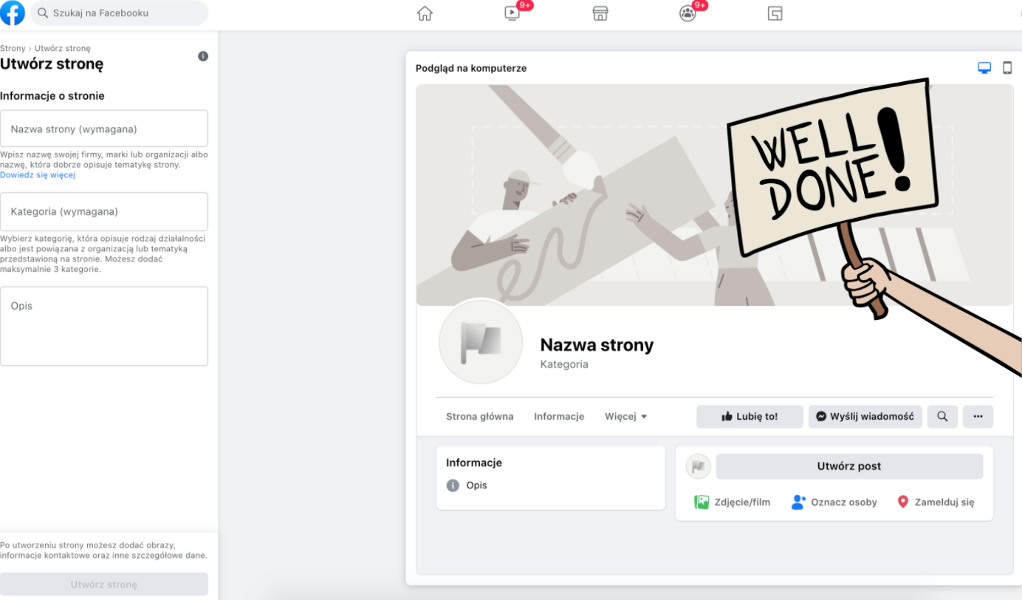 Szukaj na Facebooku
9+
9+
Strony › Utwórz stronę
Utwórz stronę
Informacje o stronie
Nazwa strony (wymagana)
Wpisz nazwę swojej firmy, marki lub organizacji albo
nazwę, która dobrze opisuje tematykę strony.
Dowiedz się więcej
Kategoria (wymagana)
Wybierz kategorię, która opisuje rodzaj działalności
albo jest powiązana z organizacją lub tematyką
przedstawioną na stronie. Możesz dodać
maksymalnie 3 kategorie.
Opis
Po utworzeniu strony możesz dodać obrazy,
informacje kontaktowe oraz inne szczegółowe dane.
Utwórz stronę
Podgląd na komputerze
WELL
DONE!
Nazwa strony
Kategoria
Strona główna Informacje Więcej
Lubię to! Wyślij wiadomość
Informacje
Opis
Utwórz post
Zdjęcie/film Oznacz osoby Zamelduj się